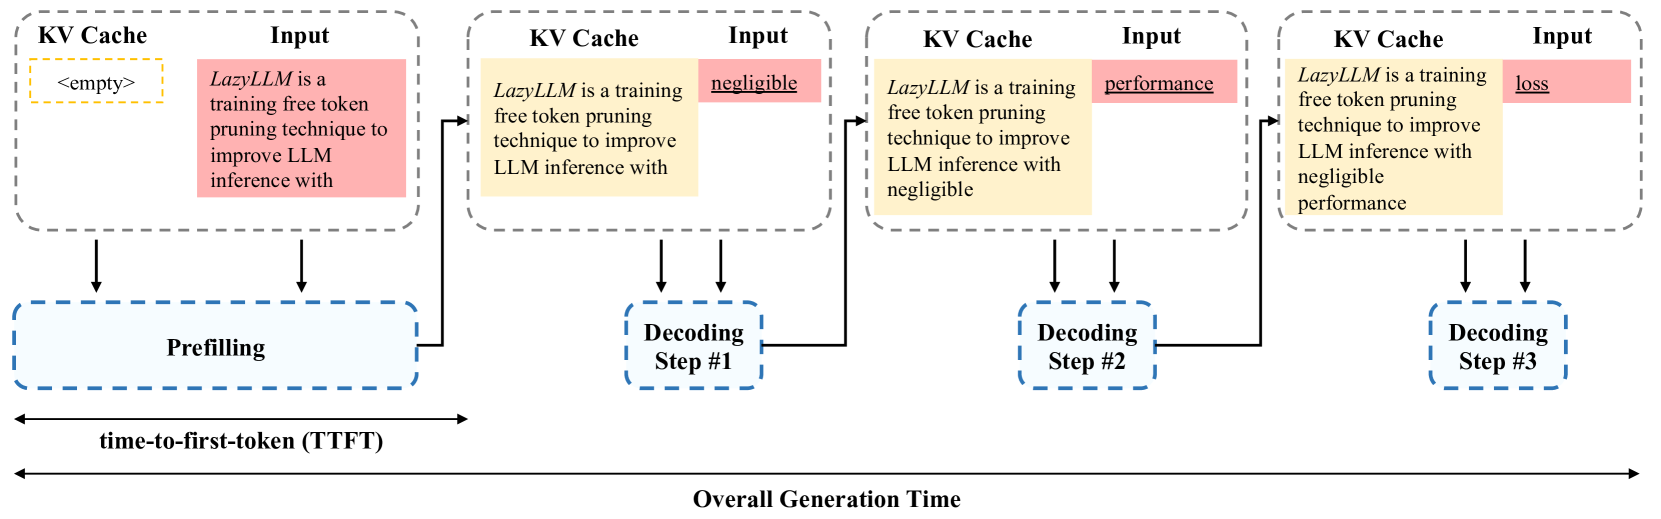 KV Cache
Input
<empty>
LazyLLM is a
training free token
pruning technique to
improve LLM
inference with
KV Cache
Input
LazyLLM is a training
free token pruning
technique to improve
LLM inference with
negligible
KV Cache
Input
LazyLLM is a training
free token pruning
technique to improve
LLM inference with
negligible
performance
KV Cache
Input
LazyLLM is a training
free token pruning
technique to improve
LLM inference with
negligible
performance
loss
Prefilling
Decoding
Step #1
Decoding
Step #2
Decoding
Step #3
time-to-first-token (TTFT)
Overall Generation Time